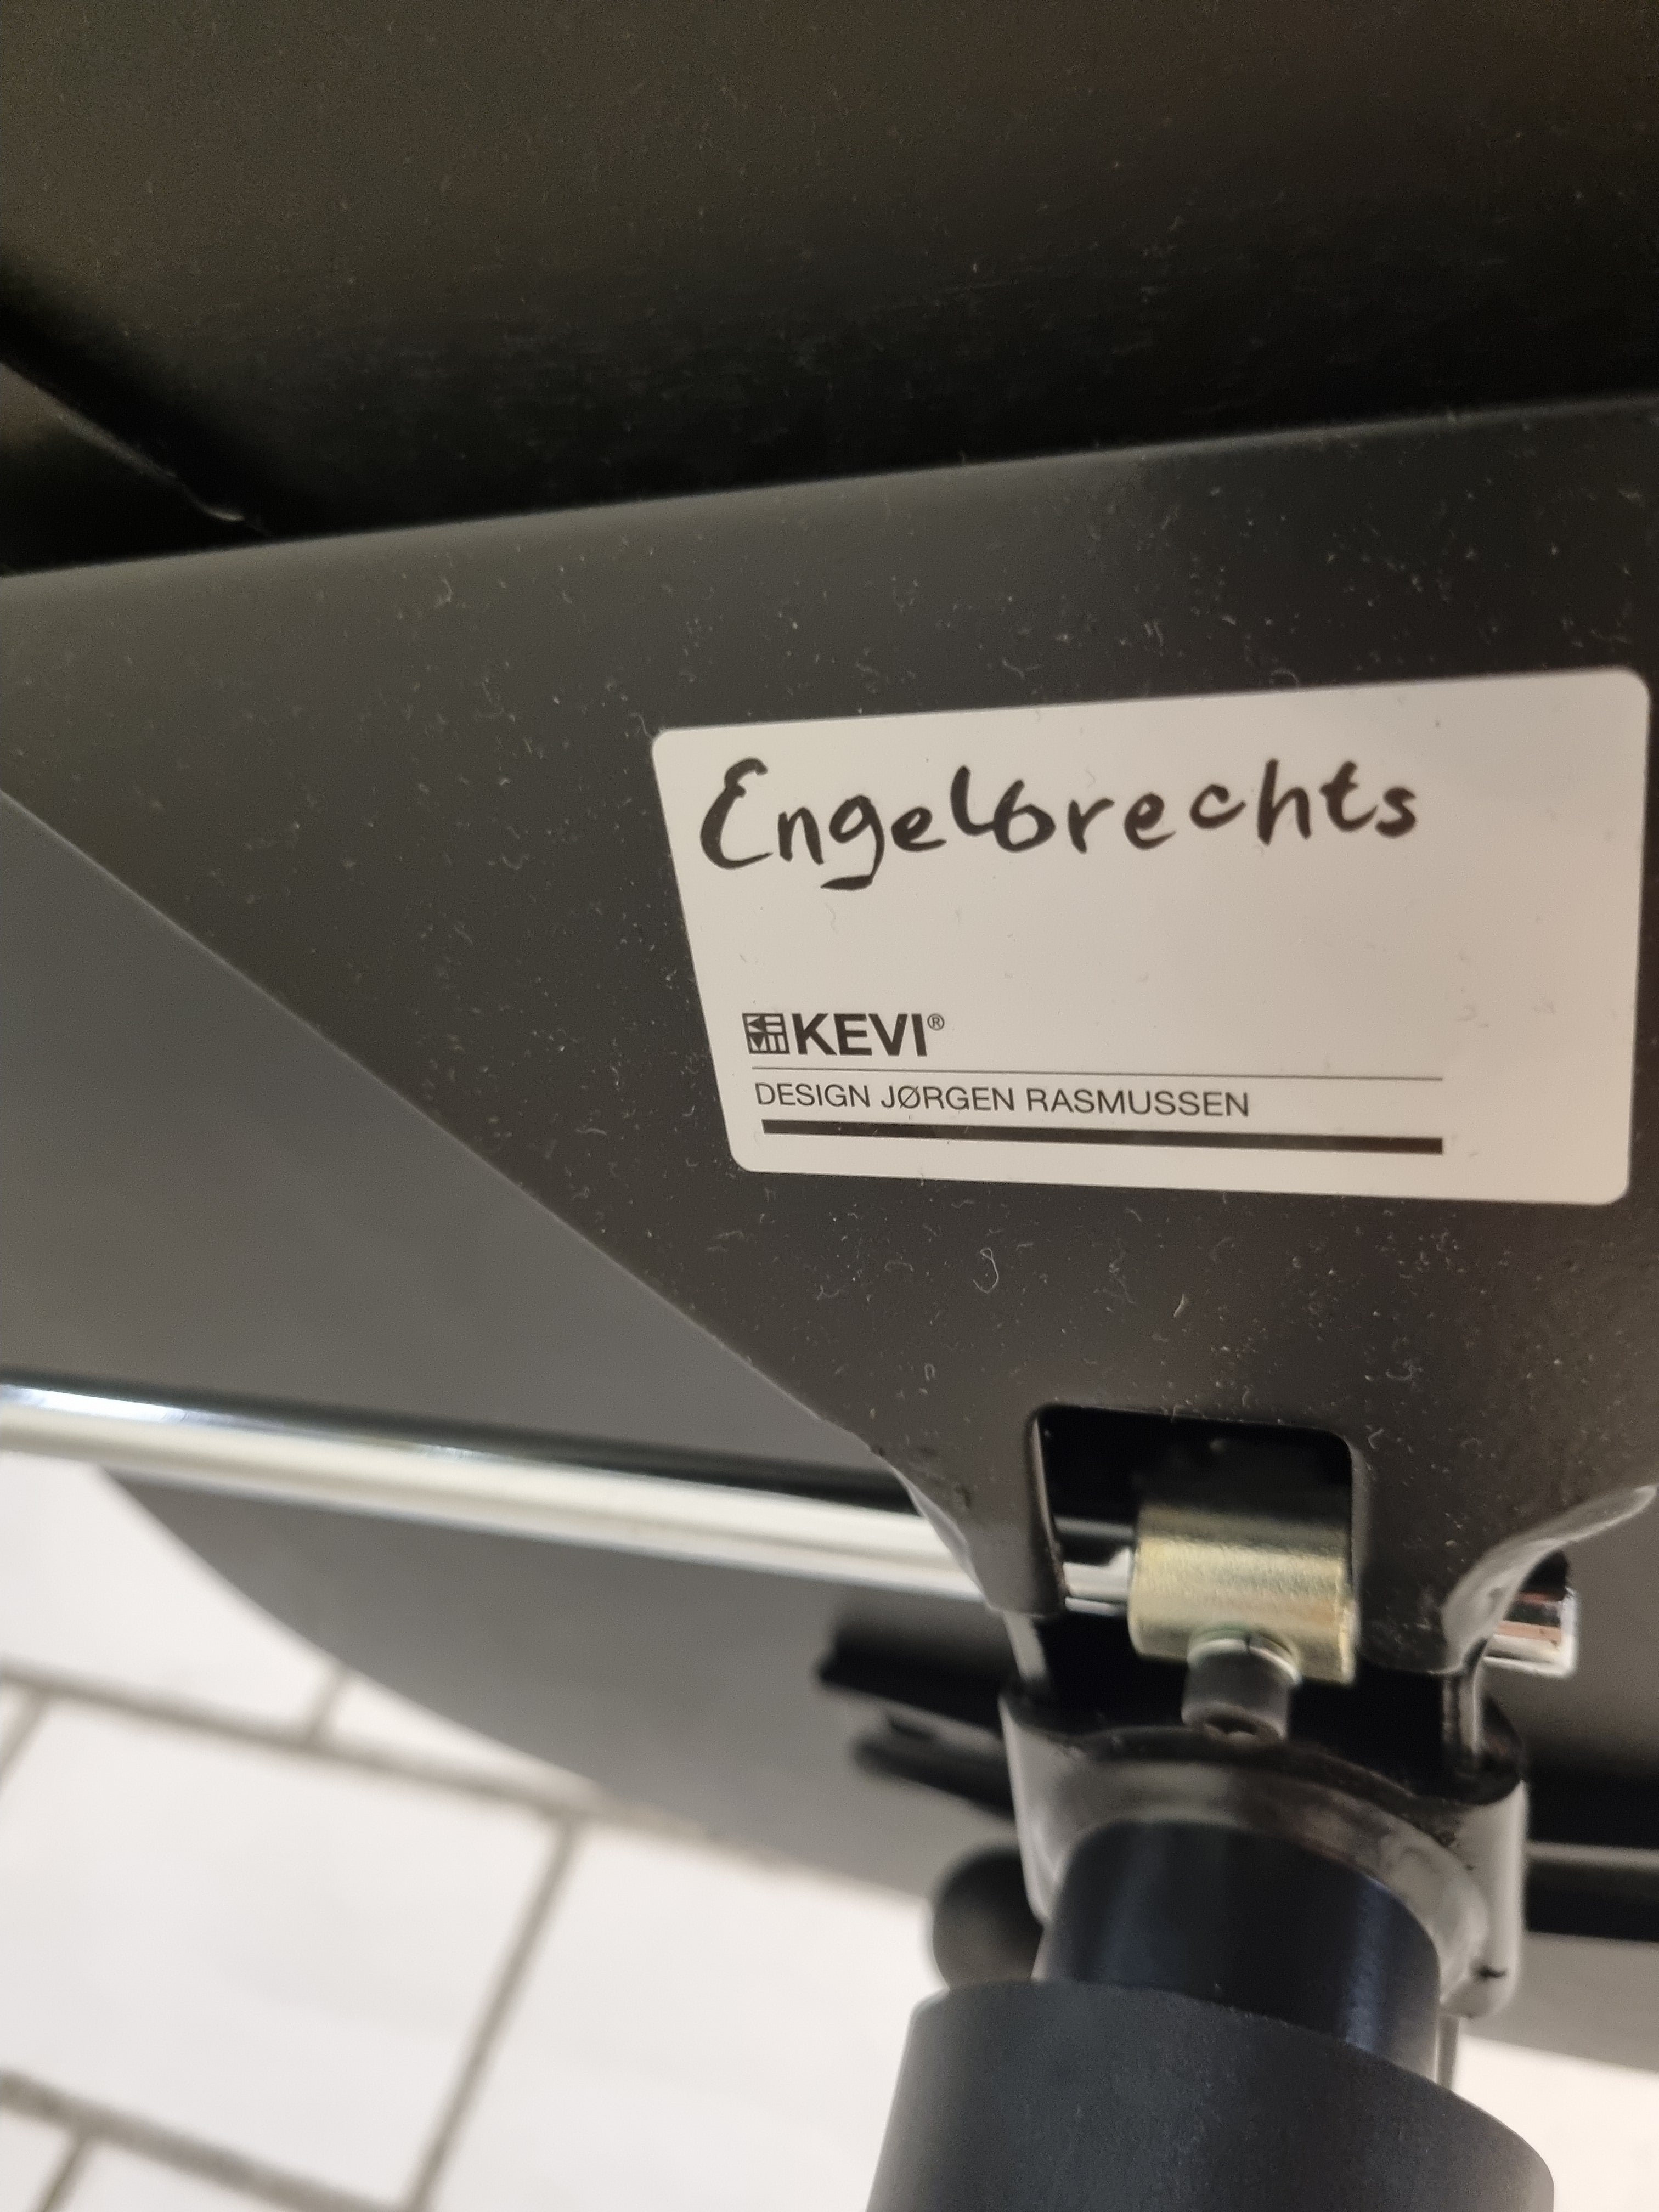 Engelbrechts
KEVI®
DESIGN JØRGEN RASMUSSEN